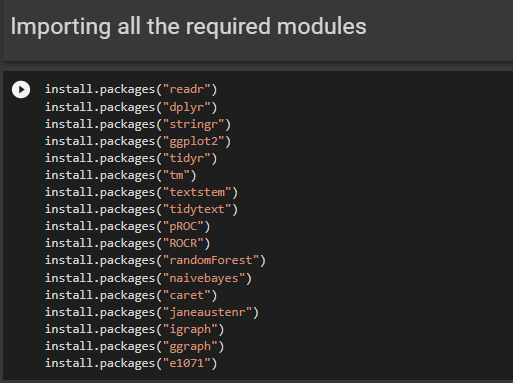 Importing all the required modules
install.packages("readr")
install.packages("dplyr")
install.packages("stringr")
install.packages("ggplot2")
install.packages("tidyr")
install.packages("tm")
install.packages("textstem")
install.packages("tidytext")
install.packages("pROC")
install.packages("ROCR")
install.packages("randomForest")
install.packages("naivebayes")
install.packages("caret")
install.packages("janeaustenr")
install.packages("igraph")
install.packages("ggraph")
install.packages("e1071")